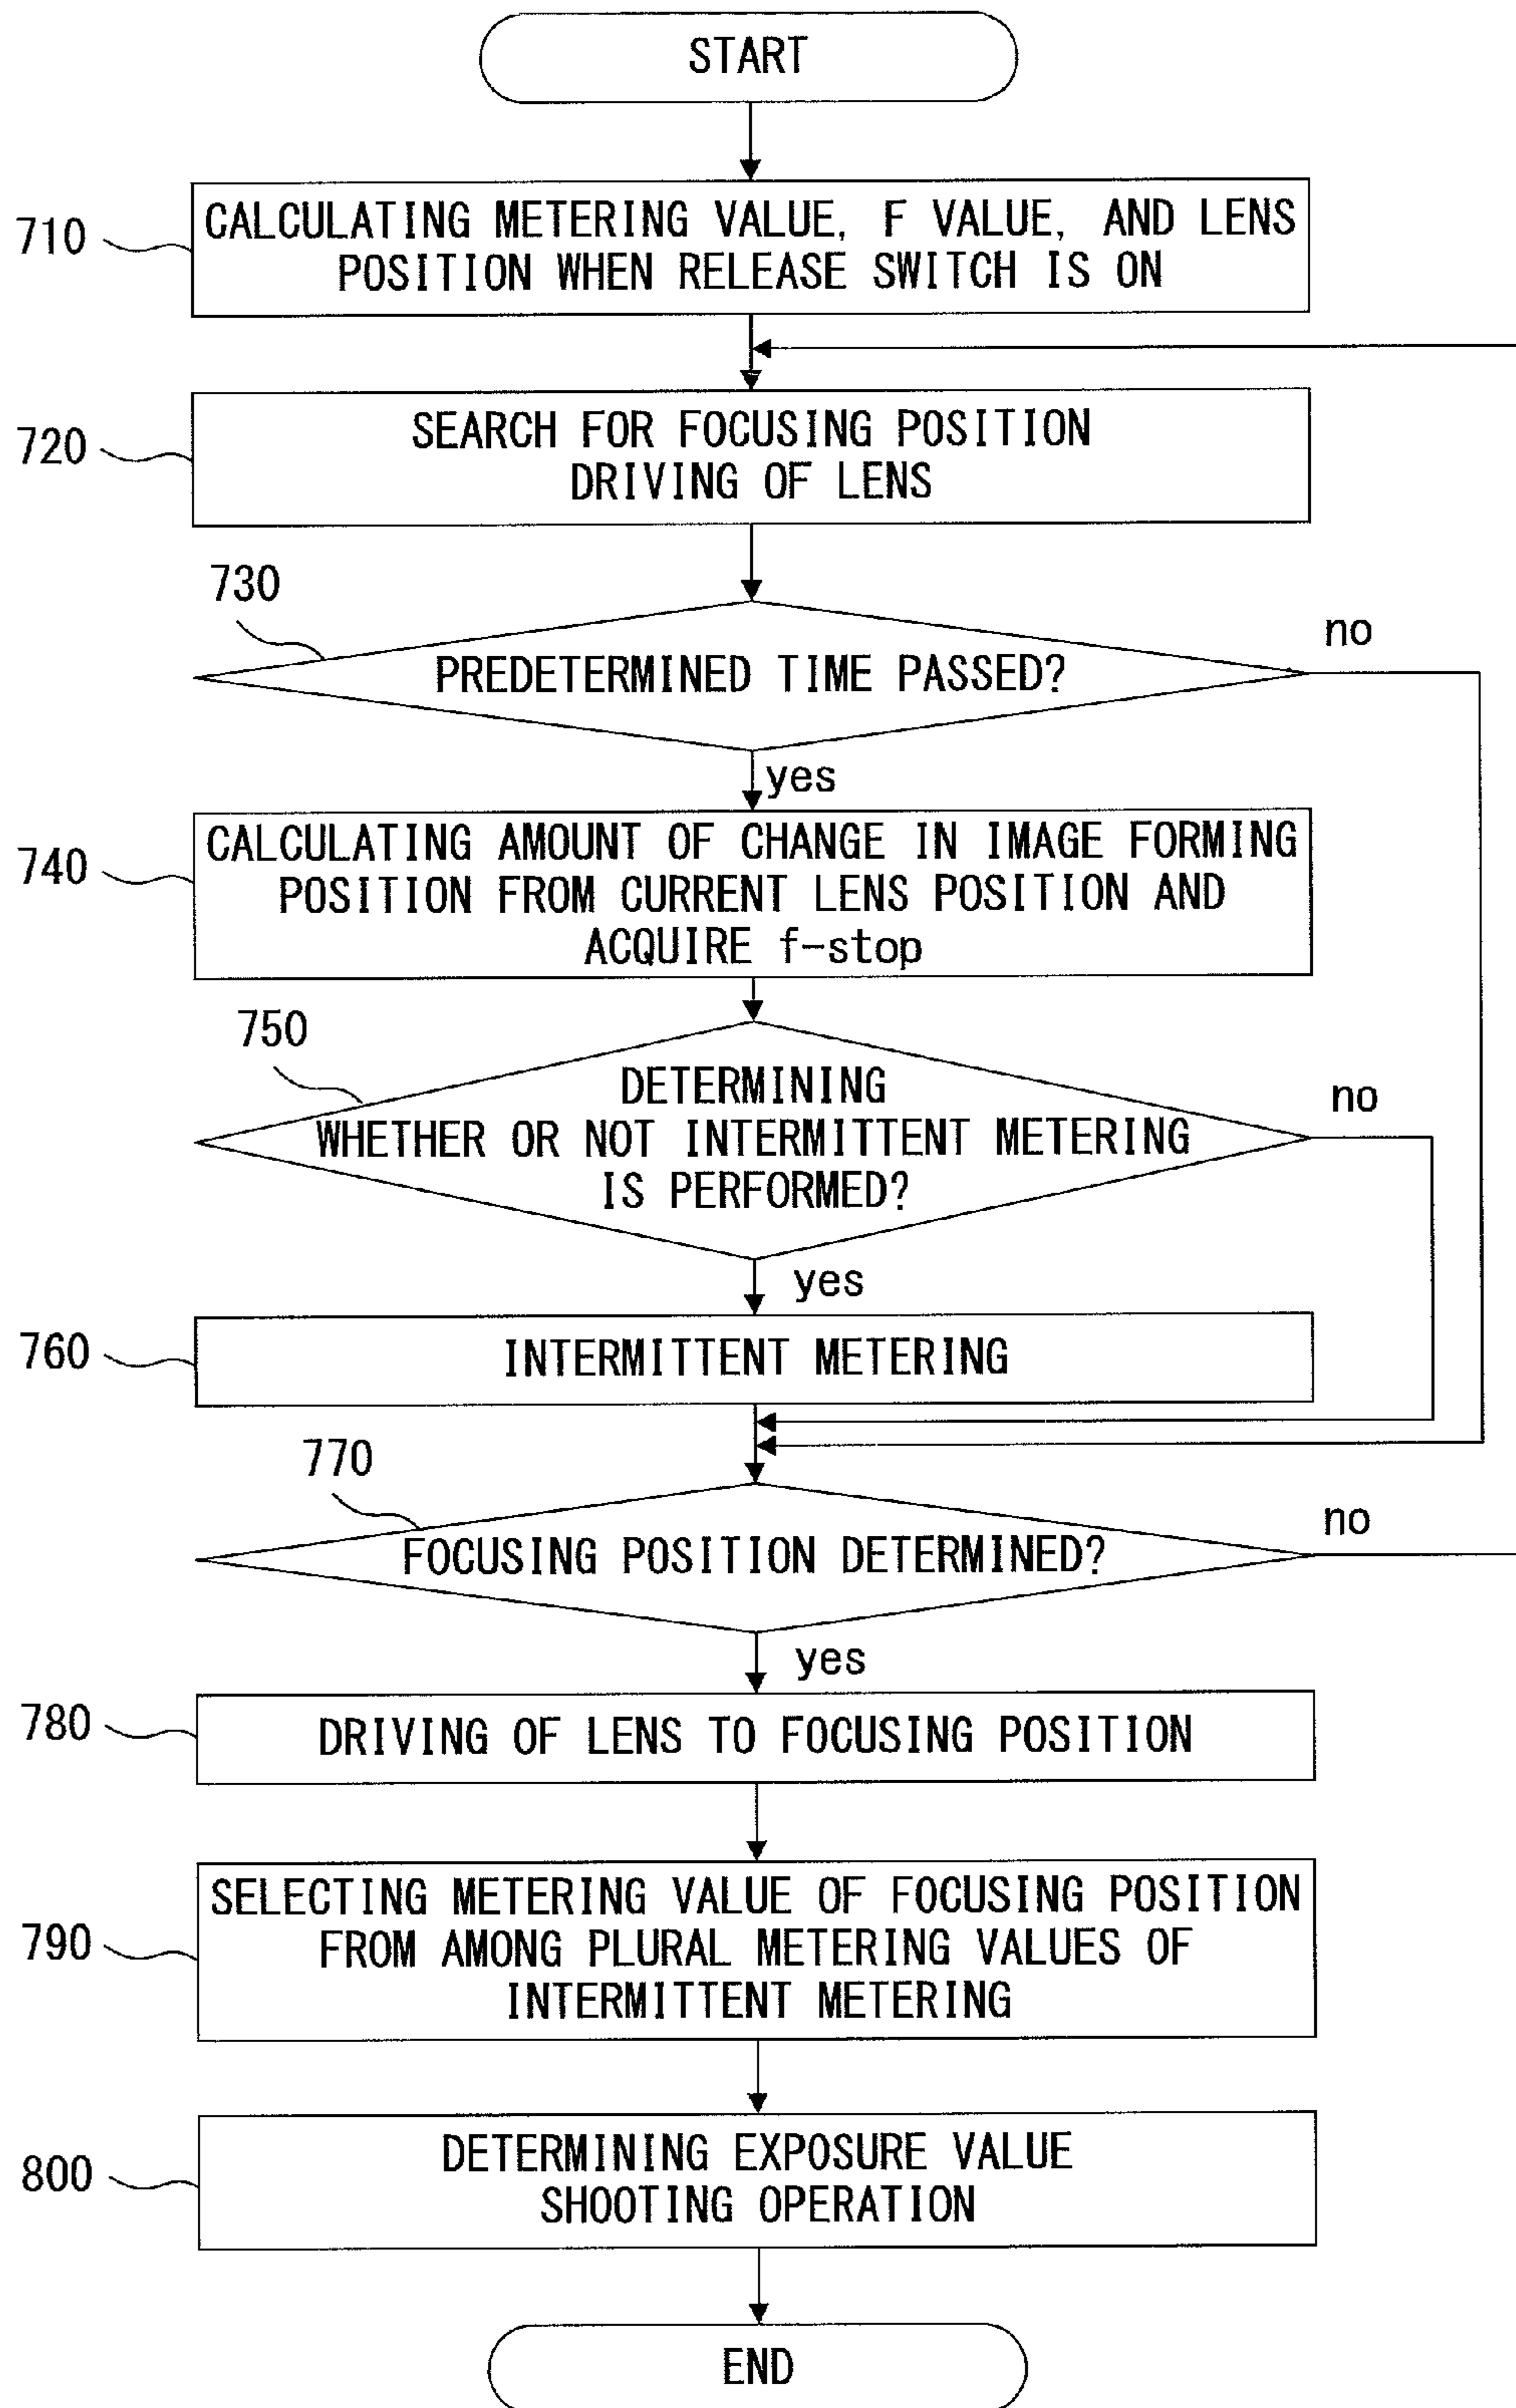 START
710
CALCULATING METERING VALUE, F VALUE, AND LENS
POSITION WHEN RELEASE SWITCH IS ON
720
SEARCH FOR FOCUSING POSITION
DRIVING OF LENS
730
no
PREDETERMINED TIME PASSED?
yes
740
CALCULATING AMOUNT OF CHANGE IN IMAGE FORMING
POSITION FROM CURRENT LENS POSITION AND
ACQUIRE f-stop
750
no
DETERMINING
WHETHER OR NOT INTERMITTENT METERING
IS PERFORMED?
yes
760
INTERMITTENT METERING
770
no
FOCUSING POSITION DETERMINED?
yes
780
DRIVING OF LENS TO FOCUSING POSITION
790
SELECTING METERING VALUE OF FOCUSING POSITION
FROM AMONG PLURAL METERING VALUES OF
INTERMITTENT METERING
800
DETERMINING EXPOSURE VALUE
SHOOTING OPERATION
END